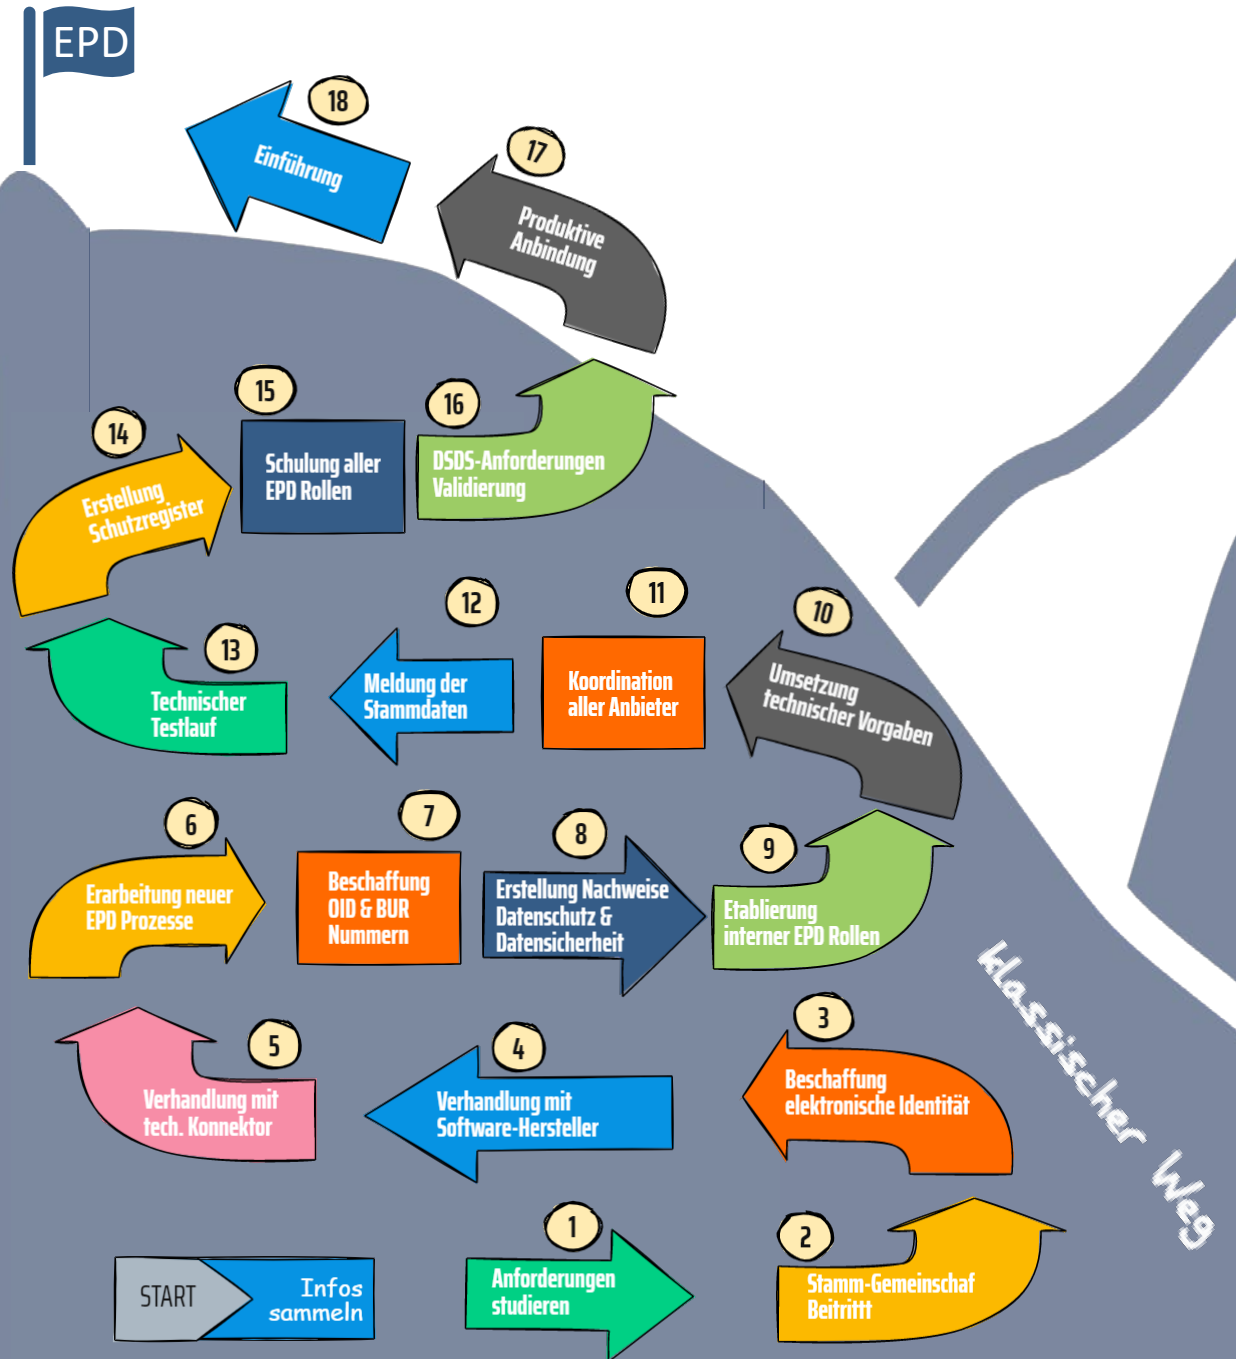 EPD
18
Einführung
17
Produktive
Anbindung
14
Erstellung
Schutzregister
15
Schulung aller
EPD Rollen
16
DSDS-Anforderungen
Validierung
13
Technischer
Testlauf
12
Meldung der
Stammdaten
11
Koordination
aller Anbieter
10
Umsetzung
technischer Vorgaben
6
Erarbeitung neuer
EPD Prozesse
7
Beschaffung
OID & BUR
Nummern
8
Erstellung Nachweise
Datenschutz &
Datensicherheit
9
Etablierung
interner EPD Rollen
5
Verhandlung mit
tech. Konnektor
4
Verhandlung mit
Software-Hersteller
3
Beschaffung
elektronische Identität
klassischer Weg
START
Infos
sammeln
1
Anforderungen
studieren
2
Stamm-Gemeinschaf
Beitrittt